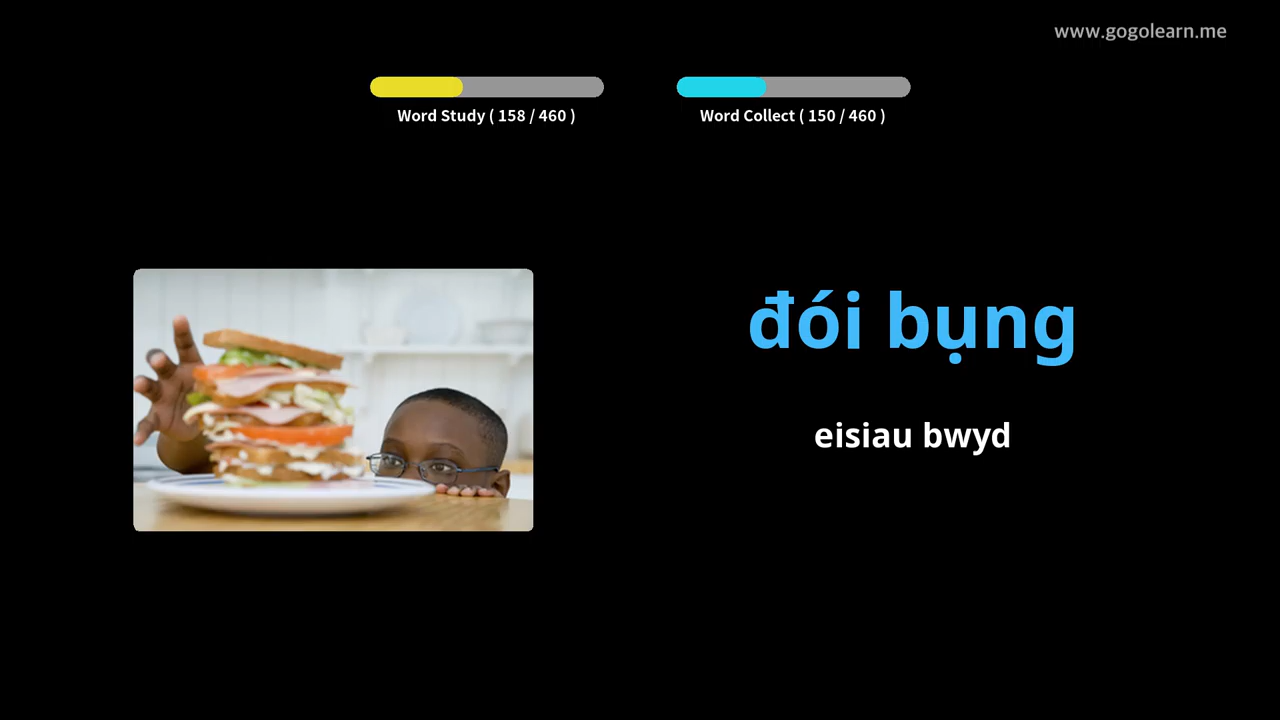 www.gogolearn.me
Word Study ( 158 / 460 )
Word Collect ( 150 / 460 )
đói bụng
eisiau bwyd